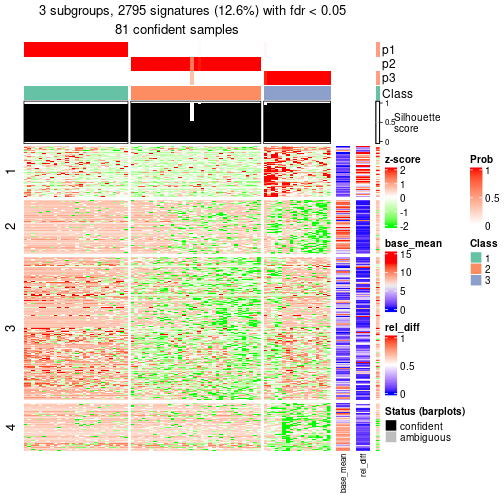 3 subgroups, 2795 signatures (12.6%) with fdr < 0.05
81 confident samples
p1
p2
p3
Class
1
0.5
0
Silhouette
score
1
2
3
4
base_mean
rel_diff
z-score
2
1
0
-1
-2
base_mean
15
10
5
0
rel_diff
1
0.5
0
Status (barplots)
confident
ambiguous
Prob
1
0.5
0
Class
1
2
3